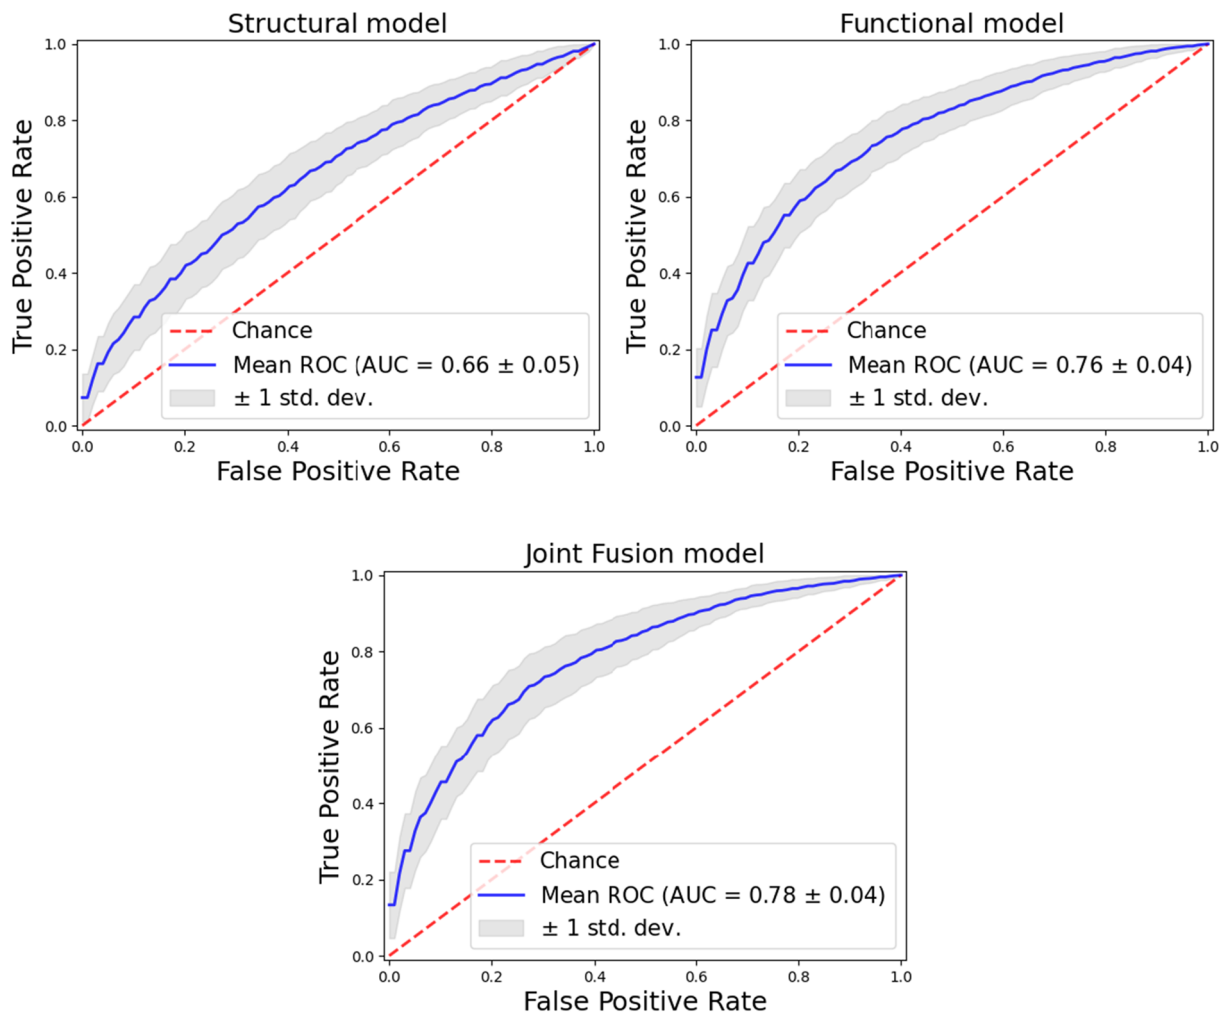 Structural model
1.0
0.8
0.6
0.4
0.2
0.0
True Positive Rate
Chance
Mean ROC (AUC = 0.66 ± 0.05)
± 1 std. dev.
0.0 0.2 0.4 0.6 0.8 1.0
False Positive Rate
Functional model
1.0
0.8
0.6
0.4
0.2
0.0
True Positive Rate
Chance
Mean ROC (AUC = 0.76 ± 0.04)
± 1 std. dev.
0.0 0.2 0.4 0.6 0.8 1.0
False Positive Rate
Joint Fusion model
1.0
0.8
0.6
0.4
0.2
0.0
True Positive Rate
Chance
Mean ROC (AUC = 0.78 ± 0.04)
± 1 std. dev.
0.0 0.2 0.4 0.6 0.8 1.0
False Positive Rate